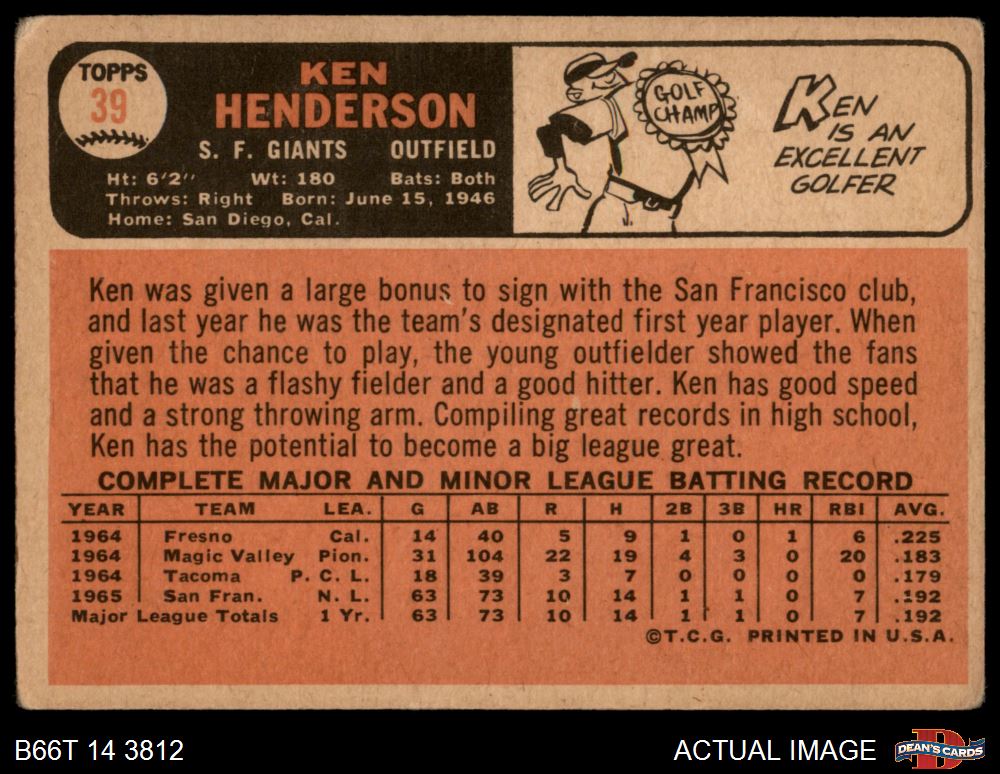 TOPPS
39
KEN
HENDERSON
S. F. GIANTS OUTFIELD
Ht: 6'2" Wt: 180 Bats: Both
Throws: Right Born: June 15, 1946
Home: San Diego, Cal.
GOLF
CHAMP
KEN
IS AN
EXCELLENT
GOLFER
Ken was given a large bonus to sign with the San Francisco club,
and last year he was the team's designated first year player. When
given the chance to play, the young outfielder showed the fans
that he was a flashy fielder and a good hitter. Ken has good speed
and a strong throwing arm. Compiling great records in high school,
Ken has the potential to become a big league great.
COMPLETE MAJOR AND MINOR LEAGUE BATTING RECORD
YEAR TEAM LEA. G AB R H 2B 3B HR RBI AVG.
1964 Fresno Cal. 14 40 5 9 1 0 1 6 .225
1964 Magic Valley Pion. 31 104 22 19 4 3 0 20 .183
1964 Tacoma P. C. L. 18 39 3 7 0 0 0 0 .179
1965 San Fran. N. L. 63 73 10 14 1 1 0 7 .192
Major League Totals 1 Yr. 63 73 10 14 1 1 0 7 .192
©T.C.G. PRINTED IN U.S.A.
B66T 14 3812
ACTUAL IMAGE
D
DEAN'S CARDS